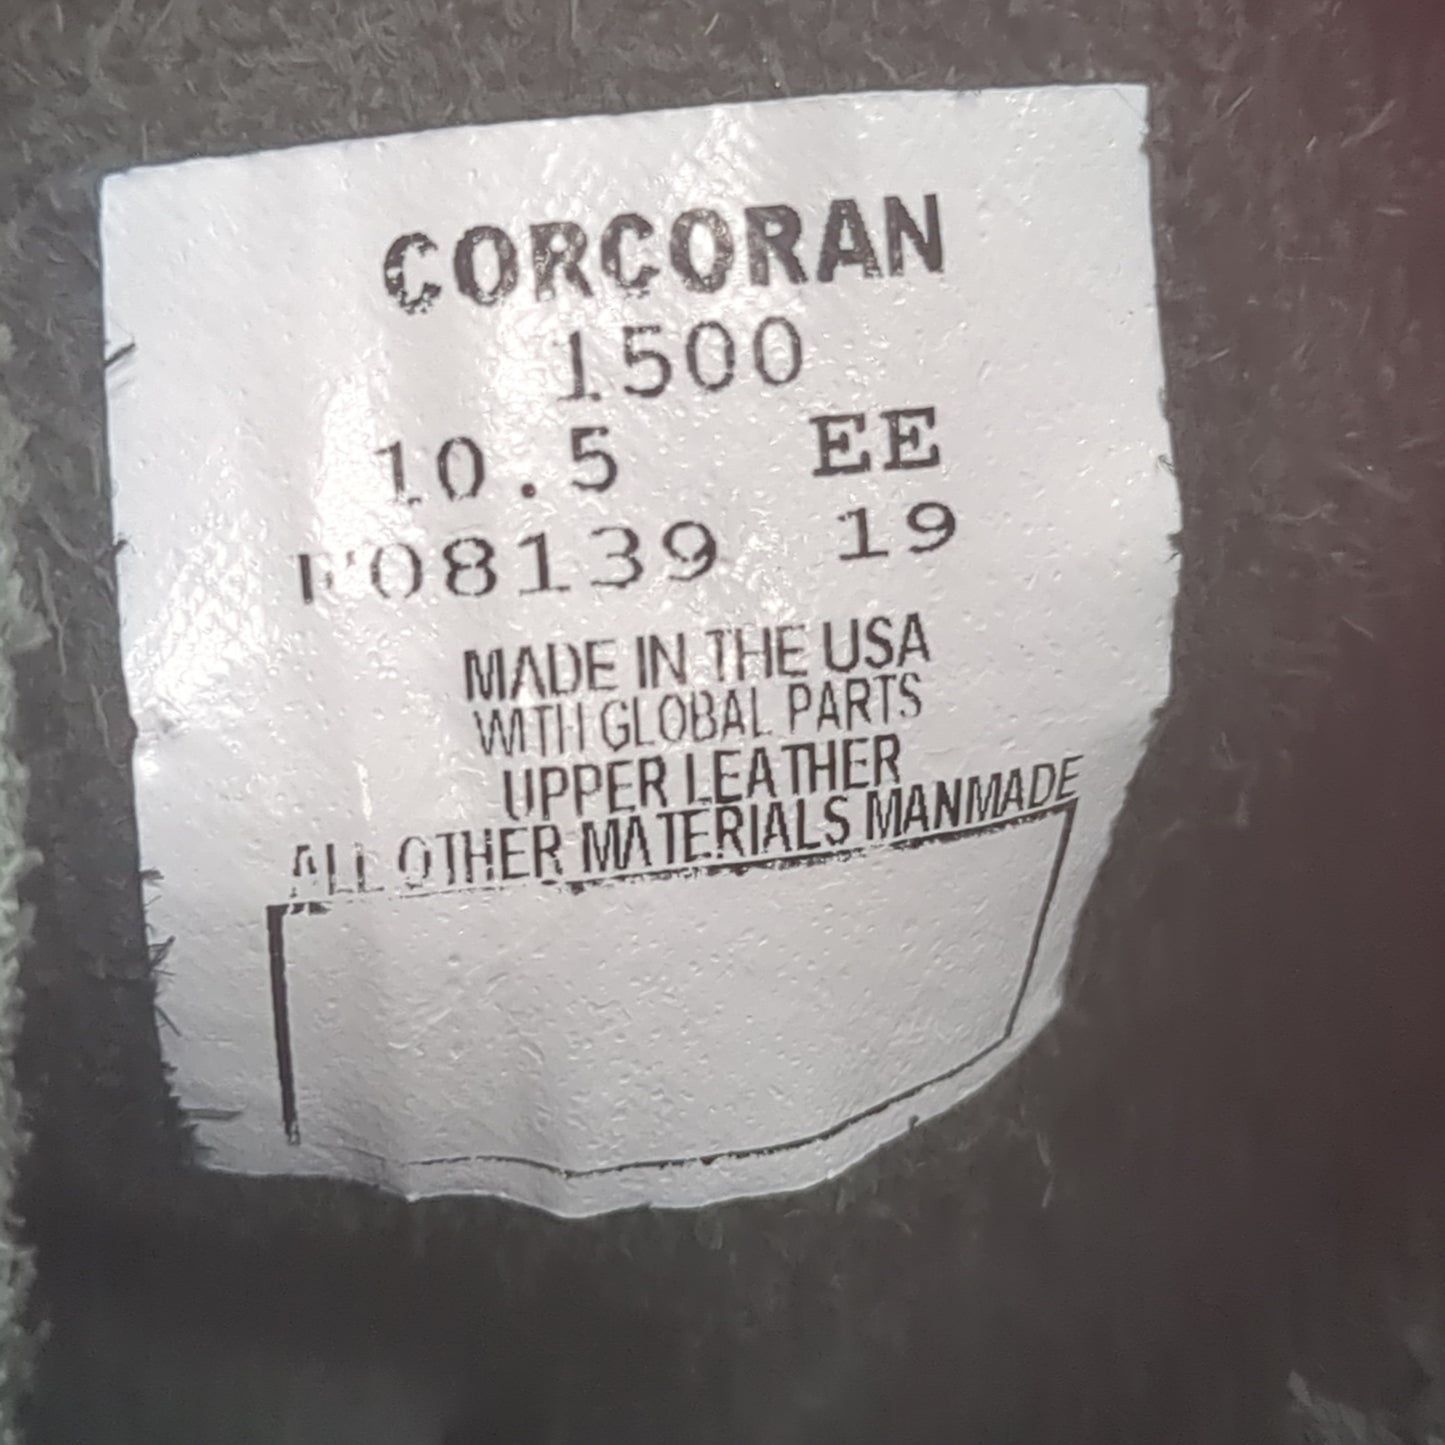 CORCORAN
1500
10.5 EE
F08139 19
MADE IN THE USA
WITH GLOBAL PARTS
UPPER LEATHER
ALL OTHER MATERIALS MANMADE